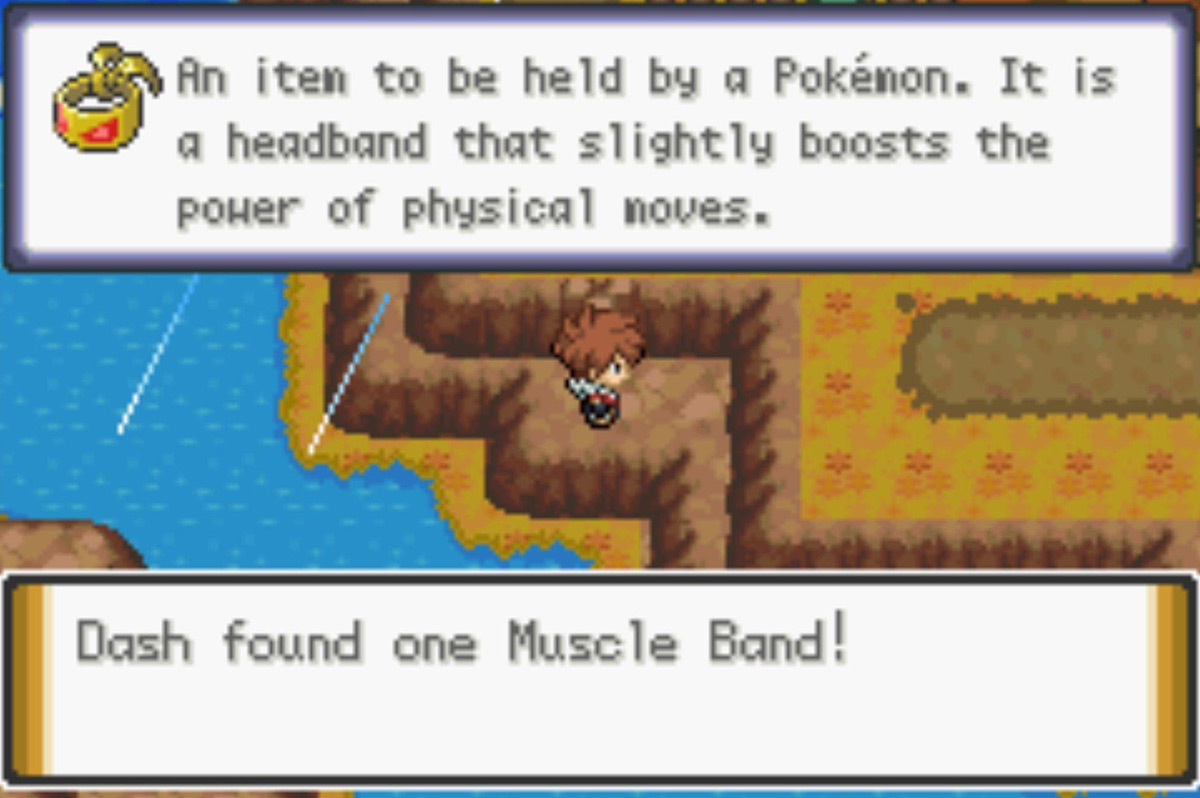 An item to be held by a Pokémon. It is
a headband that slightly boosts the
power of physical moves.
Dash found one Muscle Band!